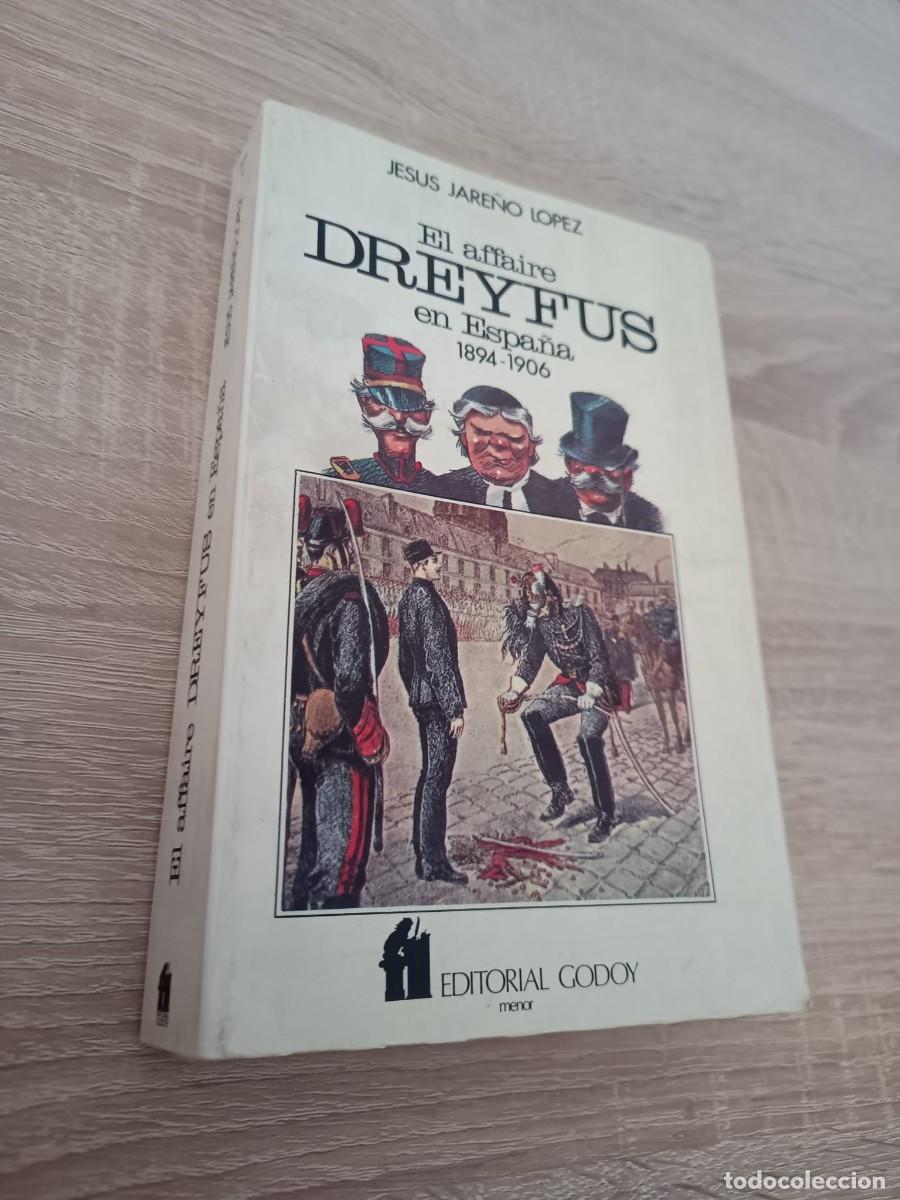 JESUS JAREÑO LOPEZ
El affaire
DREYFUS
en España
1894-1906
EDITORIAL GODOY
menor
El affaire DREYFUS en España
todocoleccion